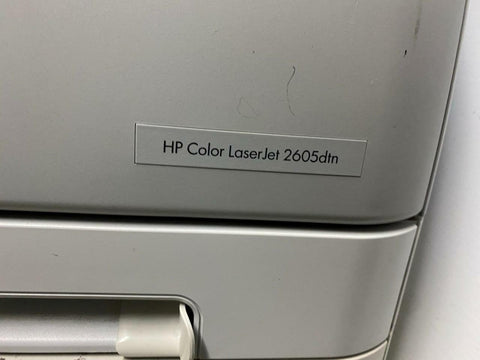 HP Color LaserJet 2605dtn